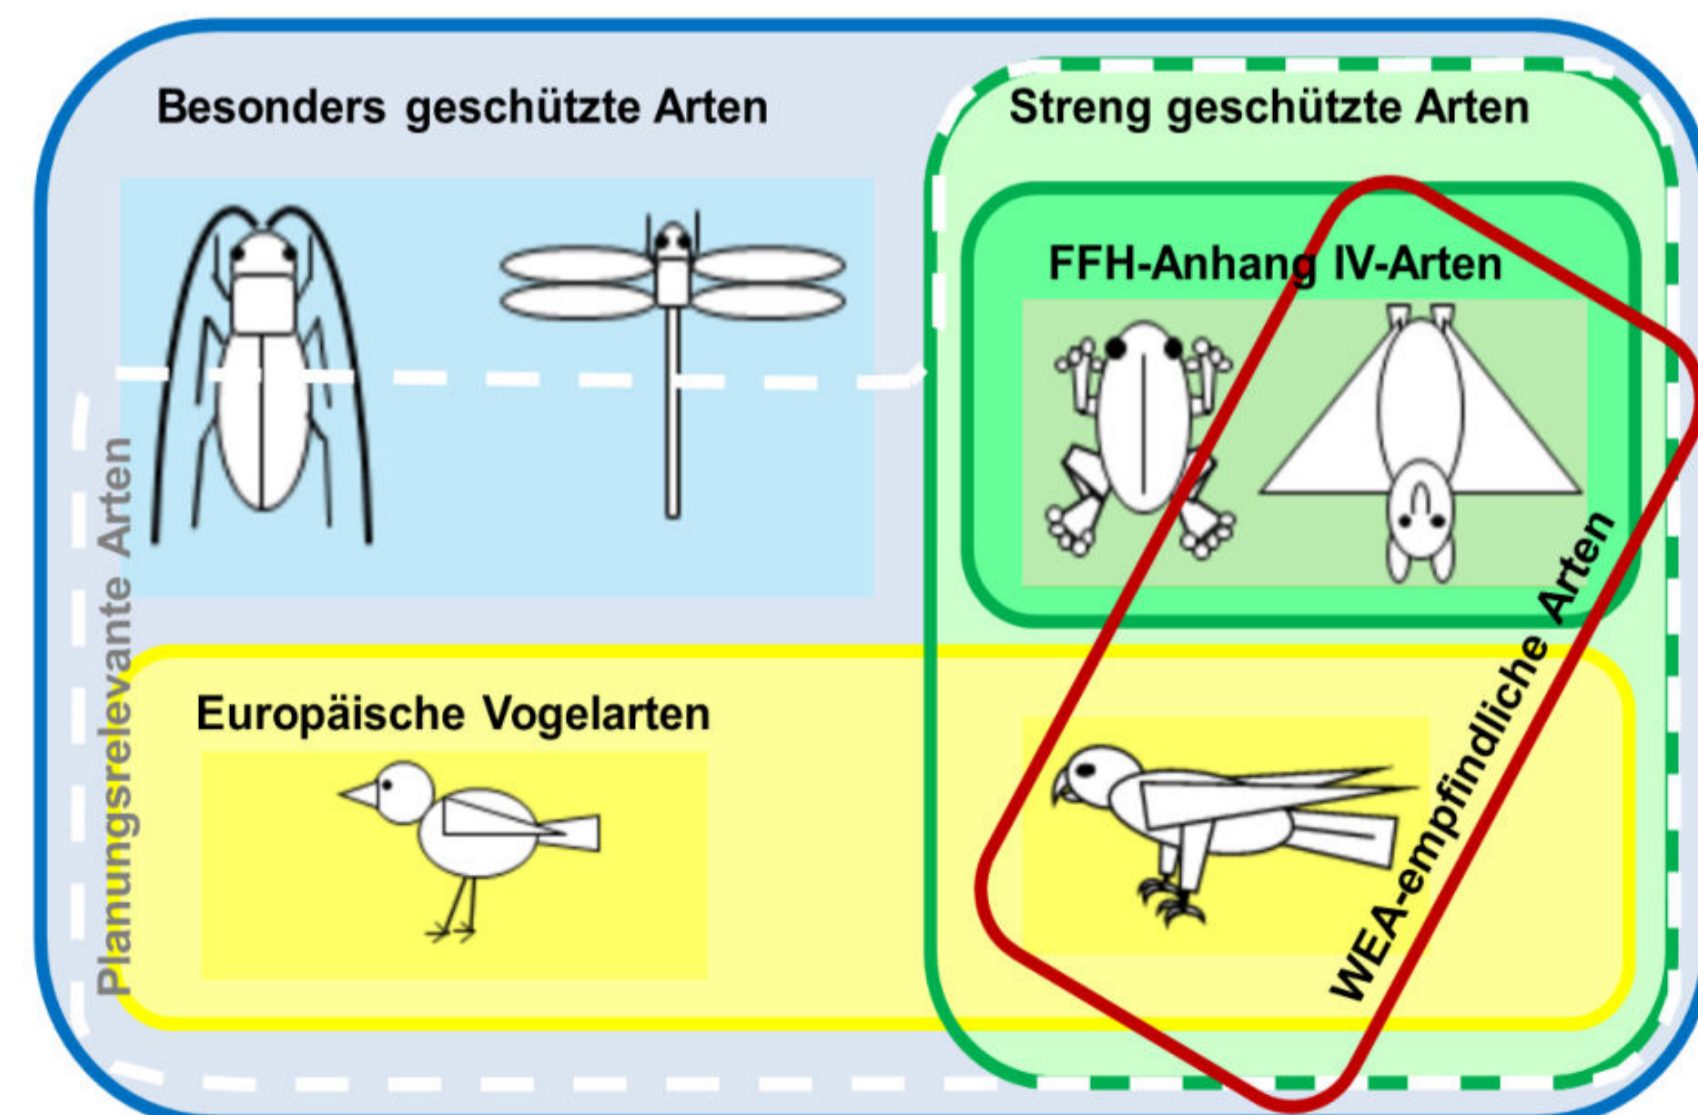 Besonders geschützte Arten
Streng geschützte Arten
FFH-Anhang IV-Arten
Planungsrelevante Arten
Europäische Vogelarten
WEA-empfindliche Arten